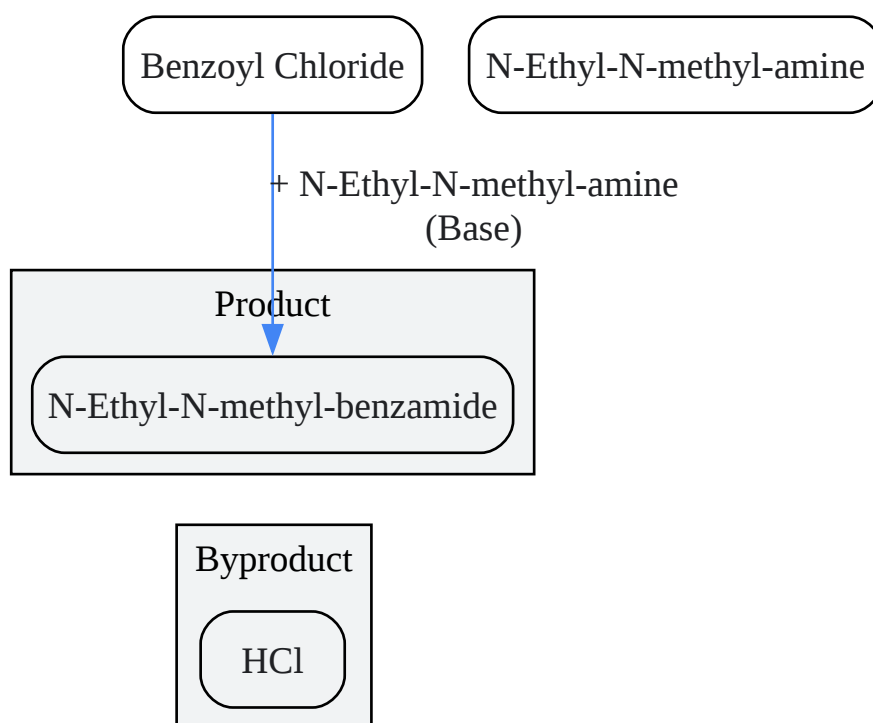 Benzoyl Chloride
N-Ethyl-N-methyl-amine
+ N-Ethyl-N-methyl-amine
(Base)
Product
N-Ethyl-N-methyl-benzamide
Byproduct
HCl